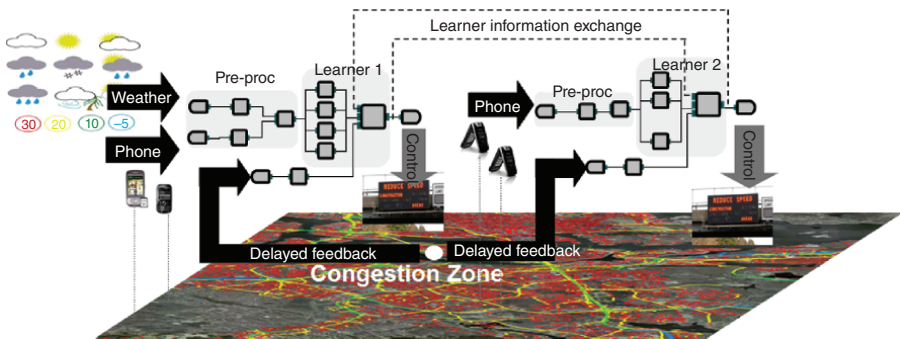 Learner information exchange
Learner 1
Learner 2
Pre-proc
Pre-proc
Weather
Phone
Phone
30 20 10 –5
Control
Control
REDUCE SPEED
CONSTRUCTION
REDUCE SPEED
Delayed feedback
Delayed feedback
Congestion Zone